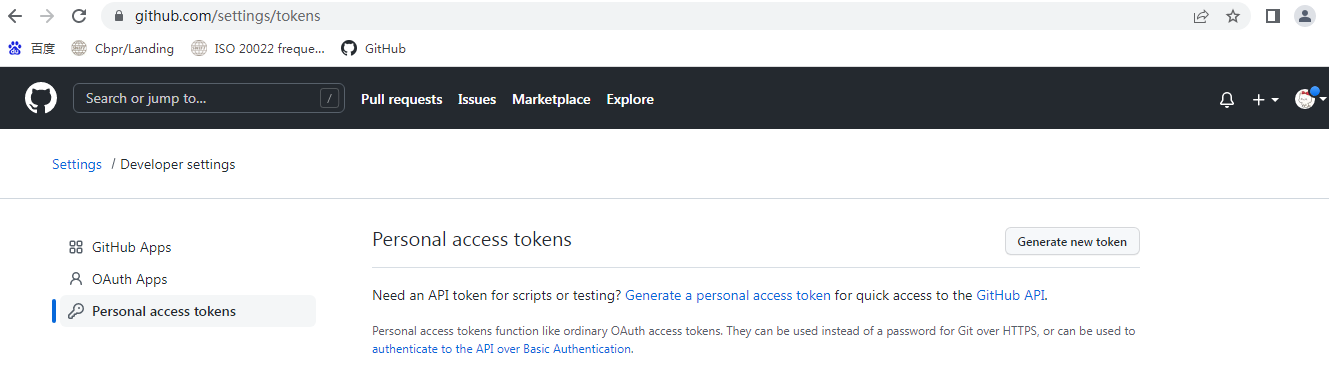 github.com/settings/tokens
百度 Cbpr/Landing ISO 20022 freque... GitHub
Search or jump to... / Pull requests Issues Marketplace Explore
Settings / Developer settings
GitHub Apps
OAuth Apps
Personal access tokens
Personal access tokens Generate new token
Need an API token for scripts or testing? Generate a personal access token for quick access to the GitHub API.
Personal access tokens function like ordinary OAuth access tokens. They can be used instead of a password for Git over HTTPS, or can be used to
authenticate to the API over Basic Authentication.